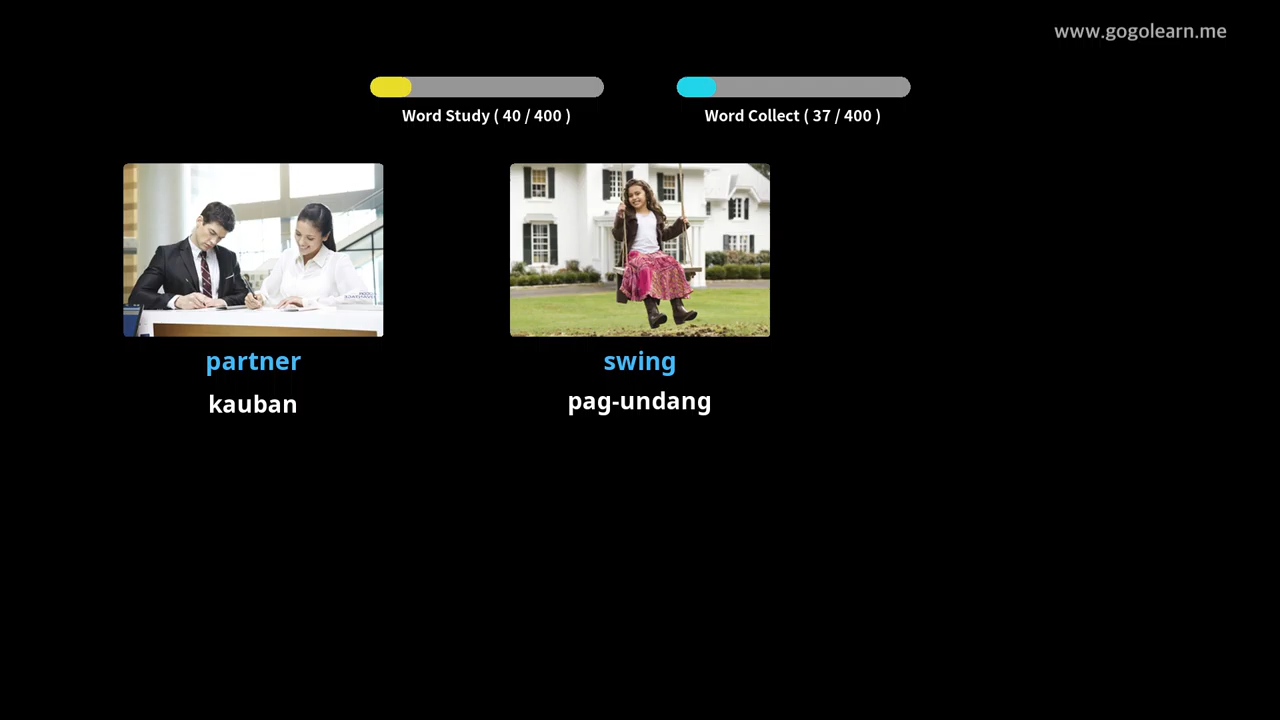 www.gogolearn.me
Word Study ( 40 / 400 )
Word Collect ( 37 / 400 )
partner
swing
kauban
pag-undang